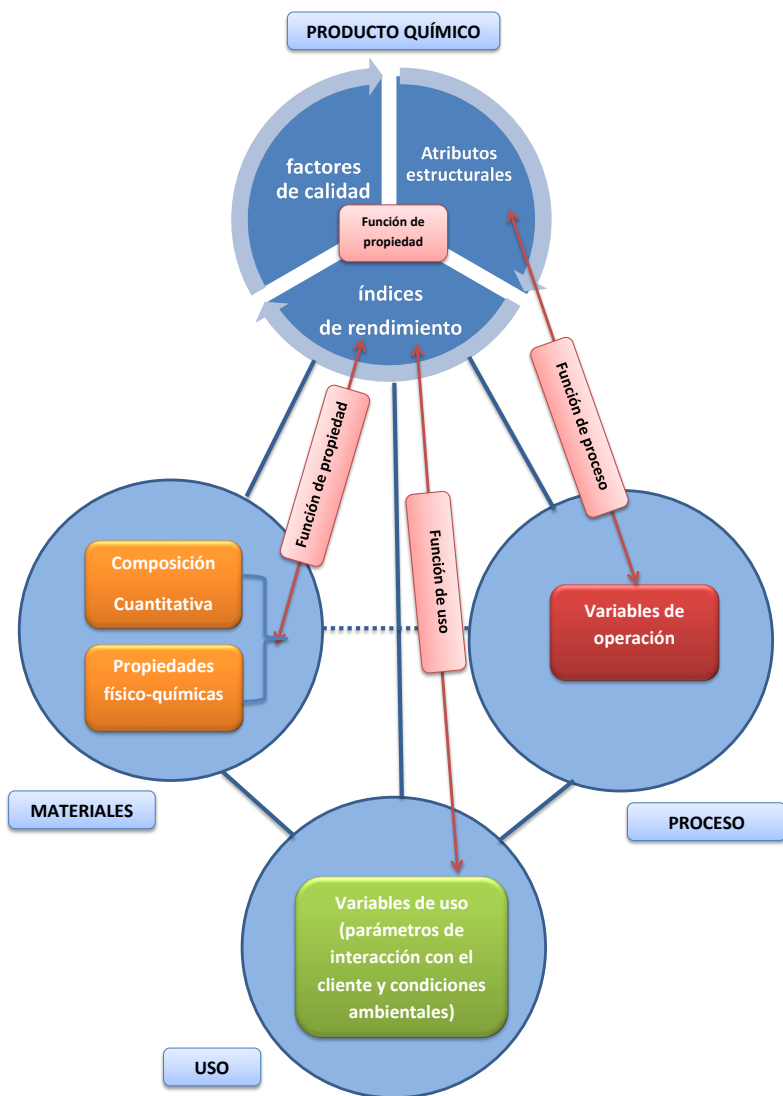 PRODUCTO QUÍMICO
factores
de calidad
Atributos
estructurales
Función de
propiedad
índices
de rendimiento
Función de propiedad
Función de uso
Función de proceso
Composición
Cuantitativa
Propiedades
físico-químicas
Variables de
operación
MATERIALES
PROCESO
Variables de uso
(parámetros de
interacción con el
cliente y condiciones
ambientales)
USO